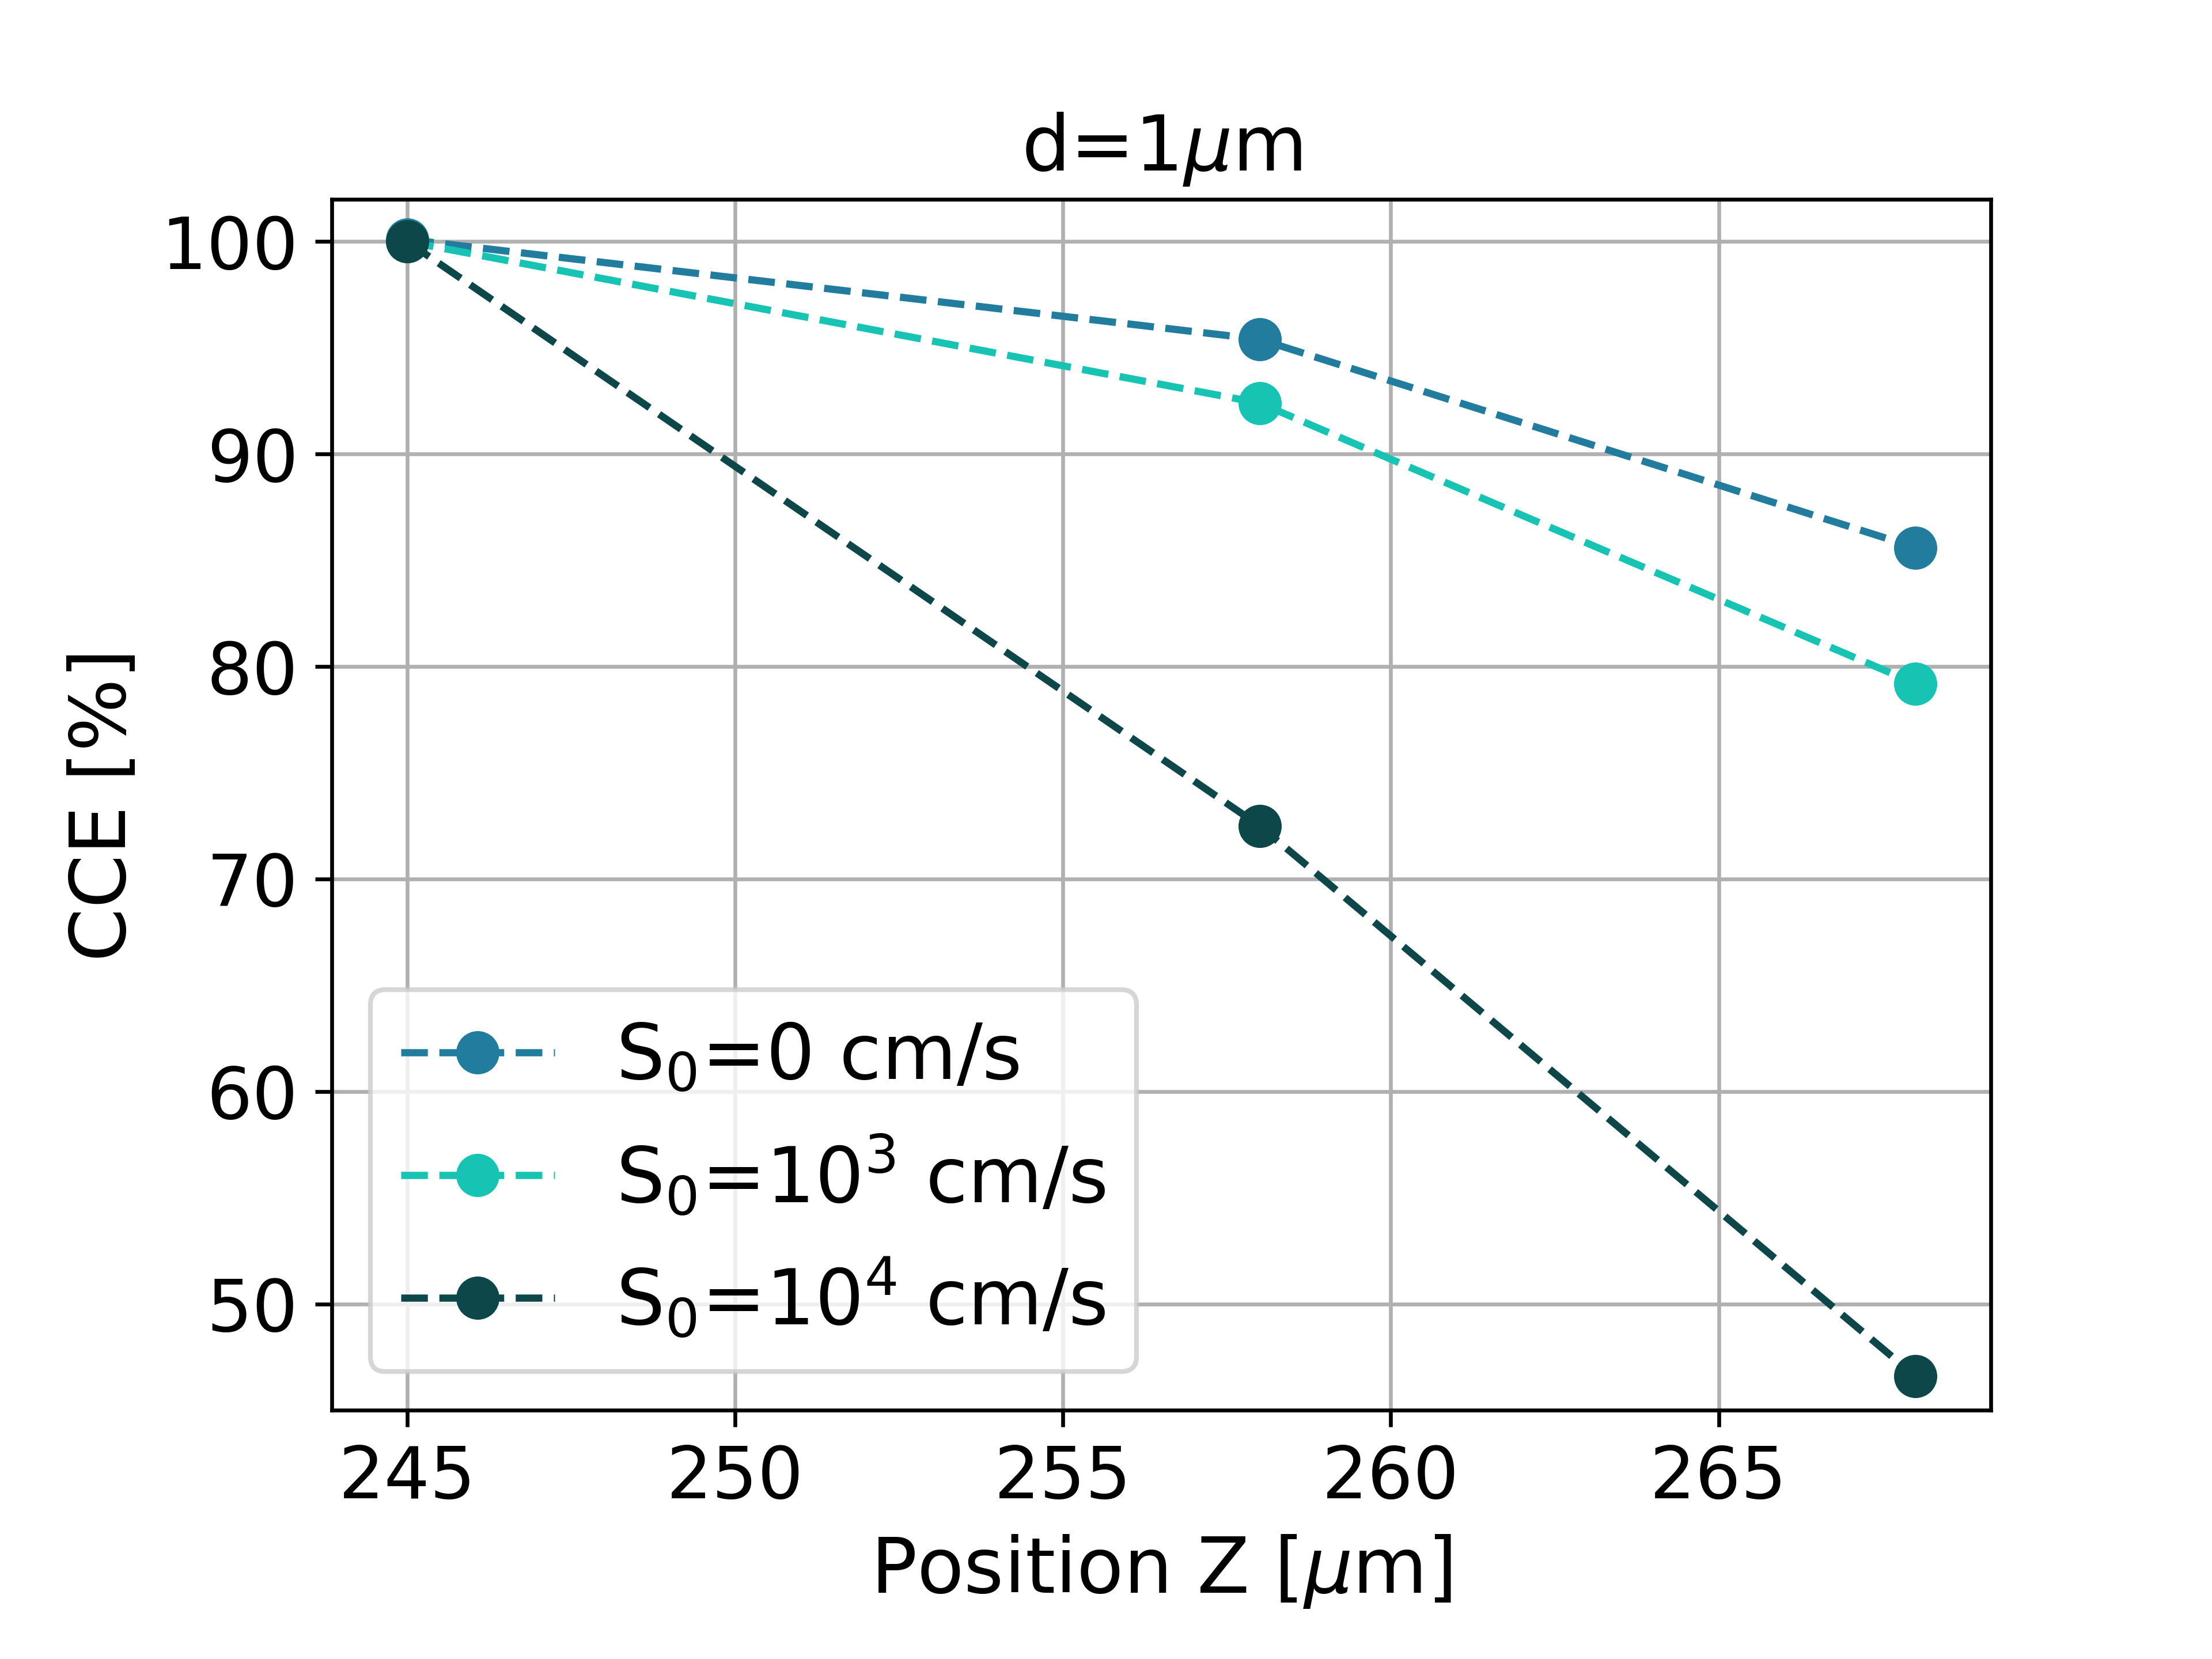 d=1μm
100
90
80
70
60
50
CCE [%]
S₀=0 cm/s
S₀=10³ cm/s
S₀=10⁴ cm/s
245 250 255 260 265
Position Z [μm]